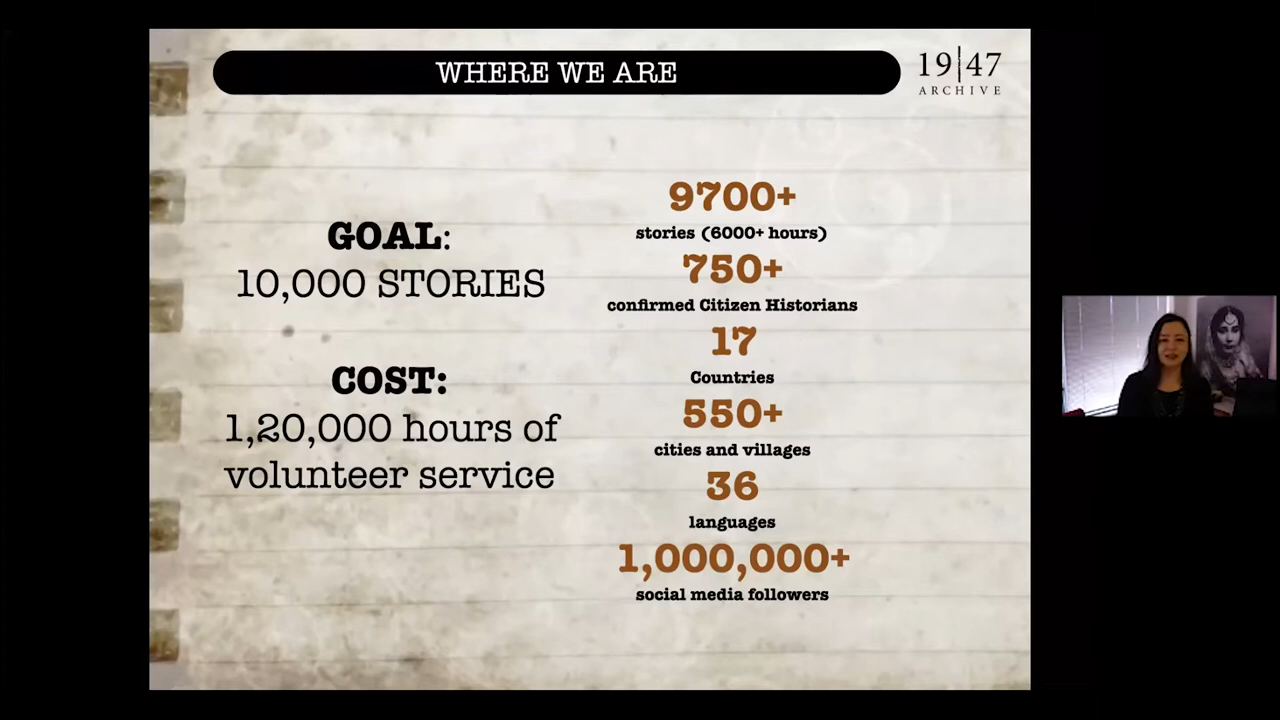 WHERE WE ARE
19|47
ARCHIVE
GOAL:
10,000 STORIES
COST:
1,20,000 hours of
volunteer service
9700+
stories (6000+ hours)
750+
confirmed Citizen Historians
17
Countries
550+
cities and villages
36
languages
1,000,000+
social media followers